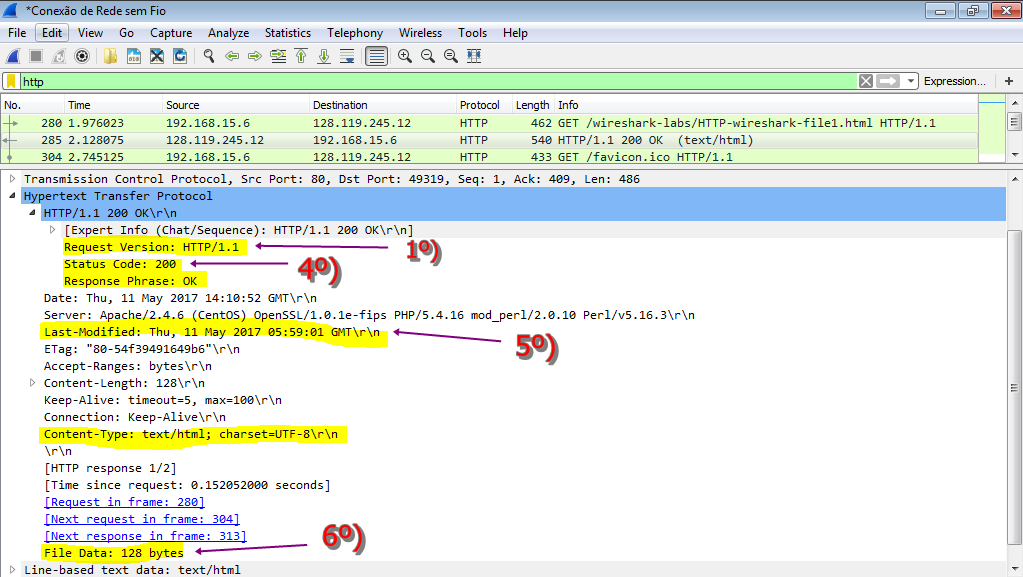 *Conexão de Rede sem Fio
File Edit View Go Capture Analyze Statistics Telephony Wireless Tools Help
http Expression... +
No. Time Source Destination Protocol Length Info
280 1.976023 192.168.15.6 128.119.245.12 HTTP 462 GET /wireshark-labs/HTTP-wireshark-file1.html HTTP/1.1
285 2.128075 128.119.245.12 192.168.15.6 HTTP 540 HTTP/1.1 200 OK (text/html)
304 2.745125 192.168.15.6 128.119.245.12 HTTP 433 GET /favicon.ico HTTP/1.1
Transmission Control Protocol, Src Port: 80, Dst Port: 49319, Seq: 1, Ack: 409, Len: 486
Hypertext Transfer Protocol
HTTP/1.1 200 OK\r\n
[Expert Info (Chat/Sequence): HTTP/1.1 200 OK\r\n]
Request Version: HTTP/1.1 1º)
Status Code: 200 4º)
Response Phrase: OK
Date: Thu, 11 May 2017 14:10:52 GMT\r\n
Server: Apache/2.4.6 (CentOS) OpenSSL/1.0.1e-fips PHP/5.4.16 mod_perl/2.0.10 Perl/v5.16.3\r\n
Last-Modified: Thu, 11 May 2017 05:59:01 GMT\r\n 5º)
ETag: "80-54f39491649b6"\r\n
Accept-Ranges: bytes\r\n
Content-Length: 128\r\n
Keep-Alive: timeout=5, max=100\r\n
Connection: Keep-Alive\r\n
Content-Type: text/html; charset=UTF-8\r\n
\r\n
[HTTP response 1/2]
[Time since request: 0.152052000 seconds]
[Request in frame: 280]
[Next request in frame: 304]
[Next response in frame: 313]
File Data: 128 bytes 6º)
Line-based text data: text/html